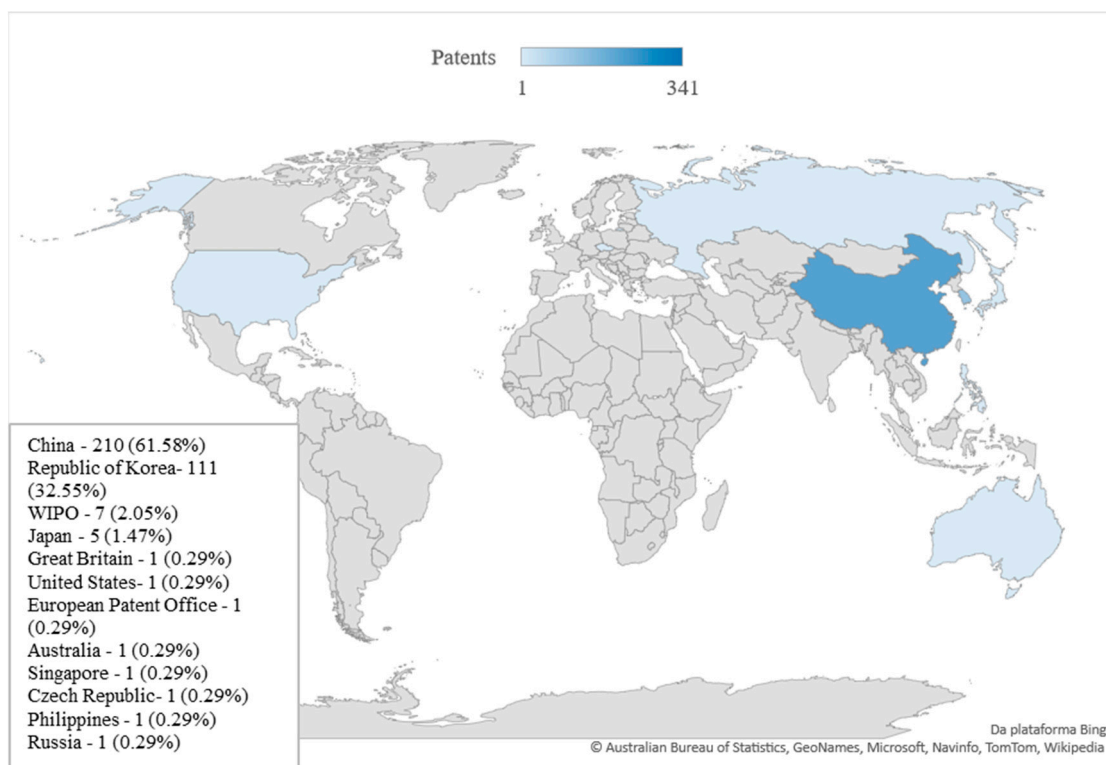 Patents
1 341
China - 210 (61.58%)
Republic of Korea- 111
(32.55%)
WIPO - 7 (2.05%)
Japan - 5 (1.47%)
Great Britain - 1 (0.29%)
United States- 1 (0.29%)
European Patent Office - 1
(0.29%)
Australia - 1 (0.29%)
Singapore - 1 (0.29%)
Czech Republic- 1 (0.29%)
Philippines - 1 (0.29%)
Russia - 1 (0.29%)
Da plataforma Bing
© Australian Bureau of Statistics, GeoNames, Microsoft, Navinfo, TomTom, Wikipedia